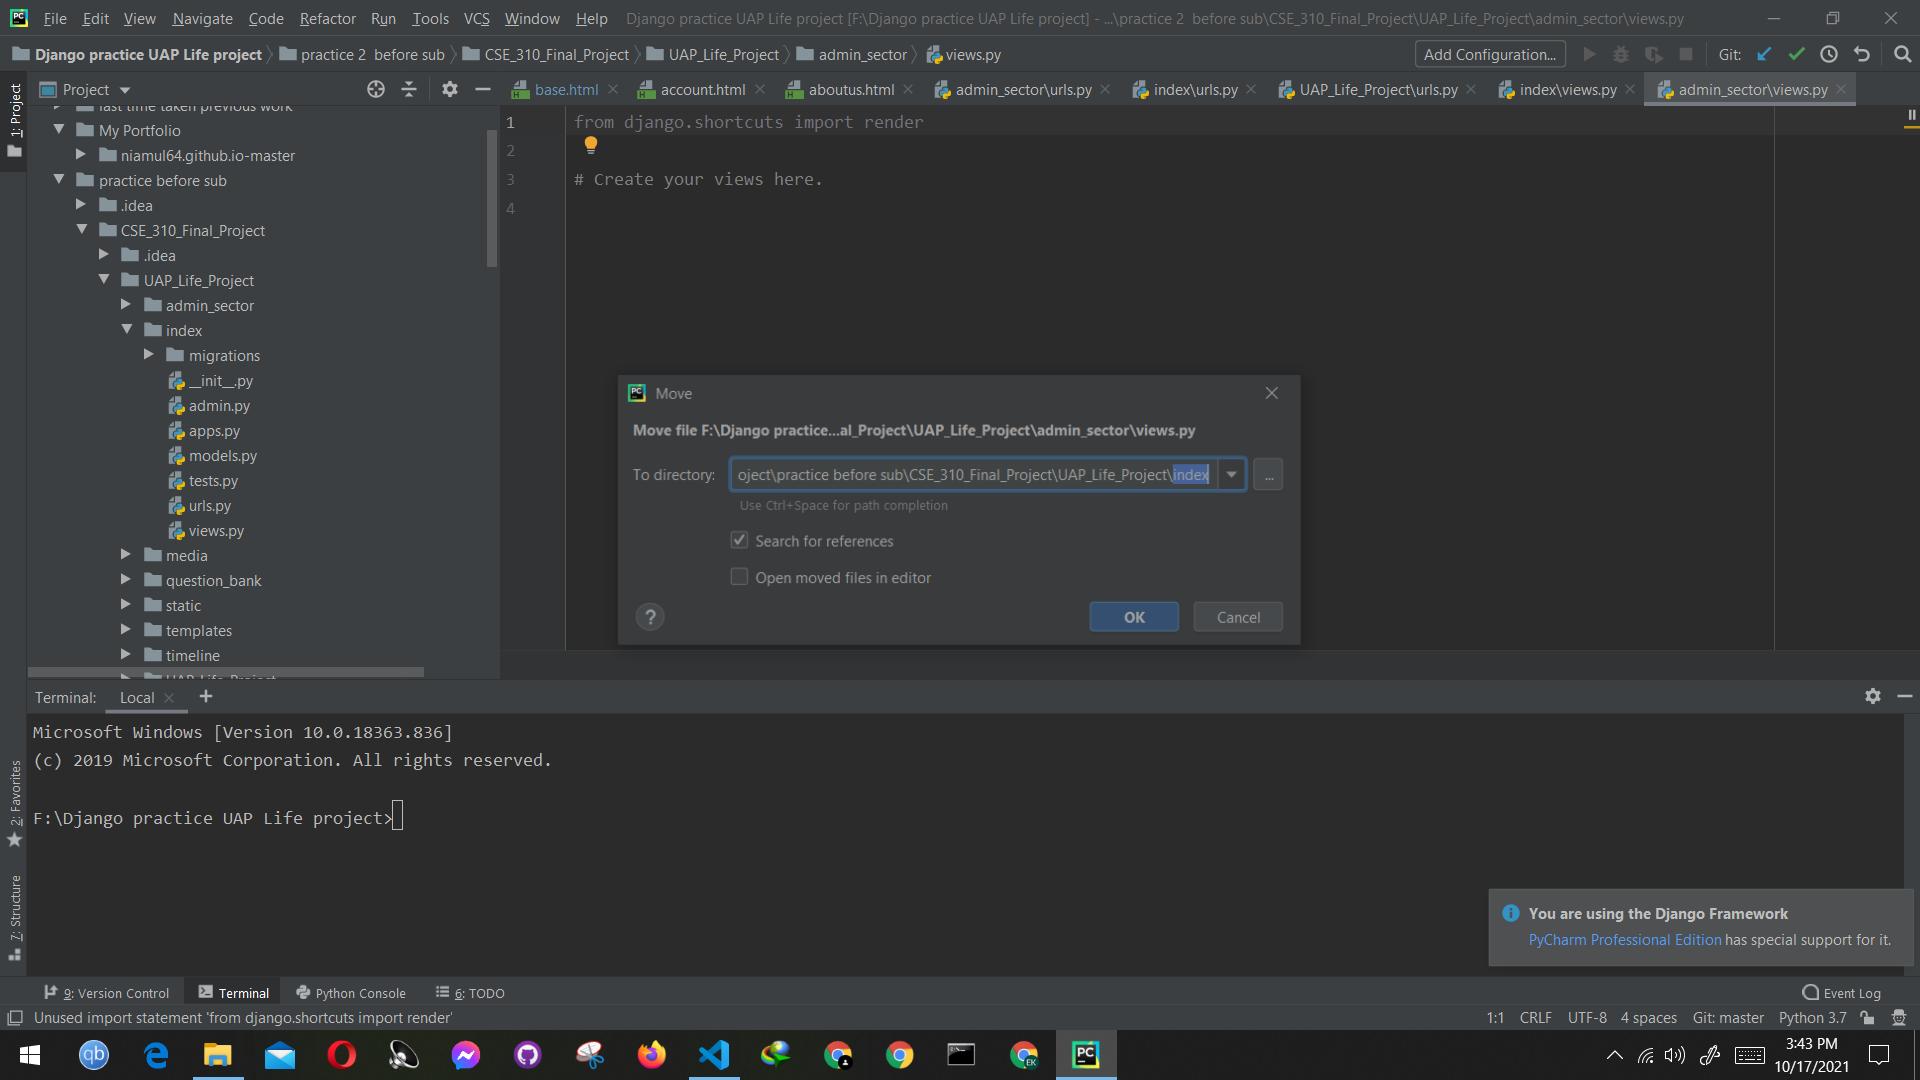 File Edit View Navigate Code Refactor Run Tools VCS Window Help Django practice UAP Life project [F:\Django practice UAP Life project] - ...\practice 2  before sub\CSE_310_Final_Project\UAP_Life_Project\admin_sector\views.py
Django practice UAP Life project practice 2  before sub CSE_310_Final_Project UAP_Life_Project admin_sector views.py Add Configuration... Git:
Project base.html account.html aboutus.html admin_sector\urls.py index\urls.py UAP_Life_Project\urls.py index\views.py admin_sector\views.py
1: Project
last time taken previous work
My Portfolio
niamul64.github.io-master
practice before sub
.idea
CSE_310_Final_Project
.idea
UAP_Life_Project
admin_sector
index
migrations
__init__.py
admin.py
apps.py
models.py
tests.py
urls.py
views.py
media
question_bank
static
templates
timeline
UAP_Life_Project
1 from django.shortcuts import render
2
3 # Create your views here.
4
Move
Move file F:\Django practice...al_Project\UAP_Life_Project\admin_sector\views.py
To directory: oject\practice before sub\CSE_310_Final_Project\UAP_Life_Project\index ...
Use Ctrl+Space for path completion
Search for references
Open moved files in editor
? OK Cancel
Terminal: Local +
Microsoft Windows [Version 10.0.18363.836]
(c) 2019 Microsoft Corporation. All rights reserved.
F:\Django practice UAP Life project>
2: Favorites
7: Structure
You are using the Django Framework
PyCharm Professional Edition has special support for it.
9: Version Control Terminal Python Console 6: TODO Event Log
Unused import statement 'from django.shortcuts import render' 1:1 CRLF UTF-8 4 spaces Git: master Python 3.7
3:43 PM
10/17/2021